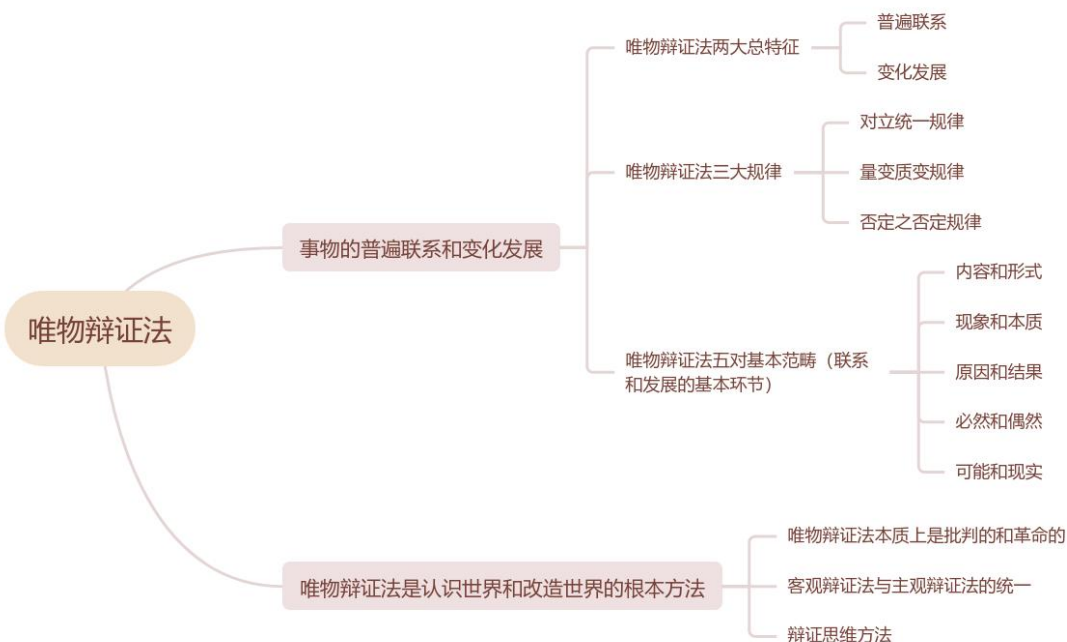 唯物辩证法
事物的普遍联系和变化发展
唯物辩证法两大总特征
普遍联系
变化发展
唯物辩证法三大规律
对立统一规律
量变质变规律
否定之否定规律
唯物辩证法五对基本范畴（联系
和发展的基本环节）
内容和形式
现象和本质
原因和结果
必然和偶然
可能和现实
唯物辩证法是认识世界和改造世界的根本方法
唯物辩证法本质上是批判的和革命的
客观辩证法与主观辩证法的统一
辩证思维方法